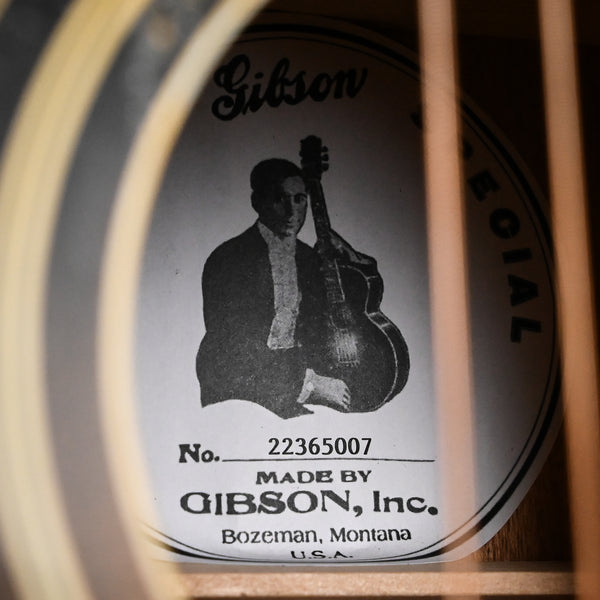 Gibson
SPECIAL
No. 22365007
MADE BY
GIBSON, Inc.
Bozeman, Montana
U.S.A.